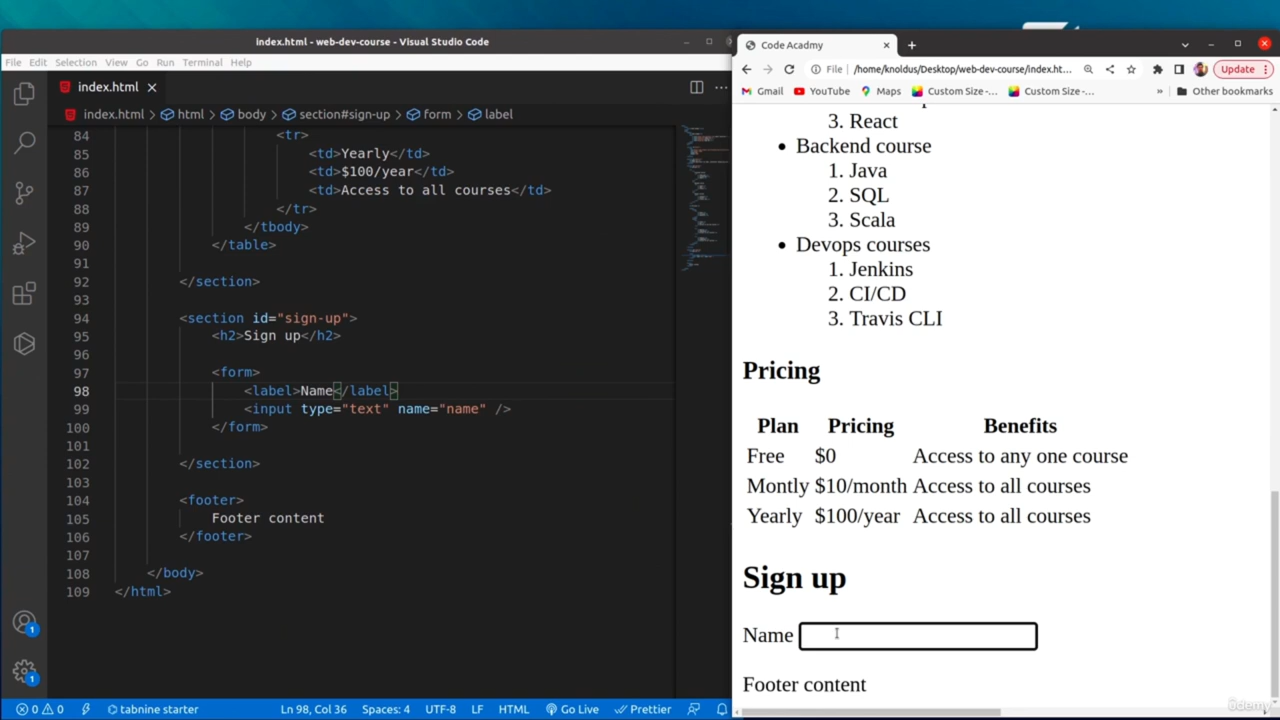 index.html - web-dev-course - Visual Studio Code
File Edit Selection View Go Run Terminal Help
index.html
index.html > html > body > section#sign-up > form > label
84 <tr>
85 <td>Yearly</td>
86 <td>$100/year</td>
87 <td>Access to all courses</td>
88 </tr>
89 </tbody>
90 </table>
91
92 </section>
93
94 <section id="sign-up">
95 <h2>Sign up</h2>
96
97 <form>
98 <label>Name</label>
99 <input type="text" name="name" />
100 </form>
101
102 </section>
103
104 <footer>
105 Footer content
106 </footer>
107
108 </body>
109 </html>
1
1
0 0 tabnine starter Ln 98, Col 36 Spaces: 4 UTF-8 LF HTML Go Live Prettier
Code Acadmy
File /home/knoldus/Desktop/web-dev-course/index.ht... Update
Gmail YouTube Maps Custom Size -... Custom Size -... » Other bookmarks
3. React
• Backend course
1. Java
2. SQL
3. Scala
• Devops courses
1. Jenkins
2. CI/CD
3. Travis CLI
Pricing
Plan Pricing Benefits
Free $0 Access to any one course
Montly $10/month Access to all courses
Yearly $100/year Access to all courses
Sign up
Name
Footer content
ûdemy